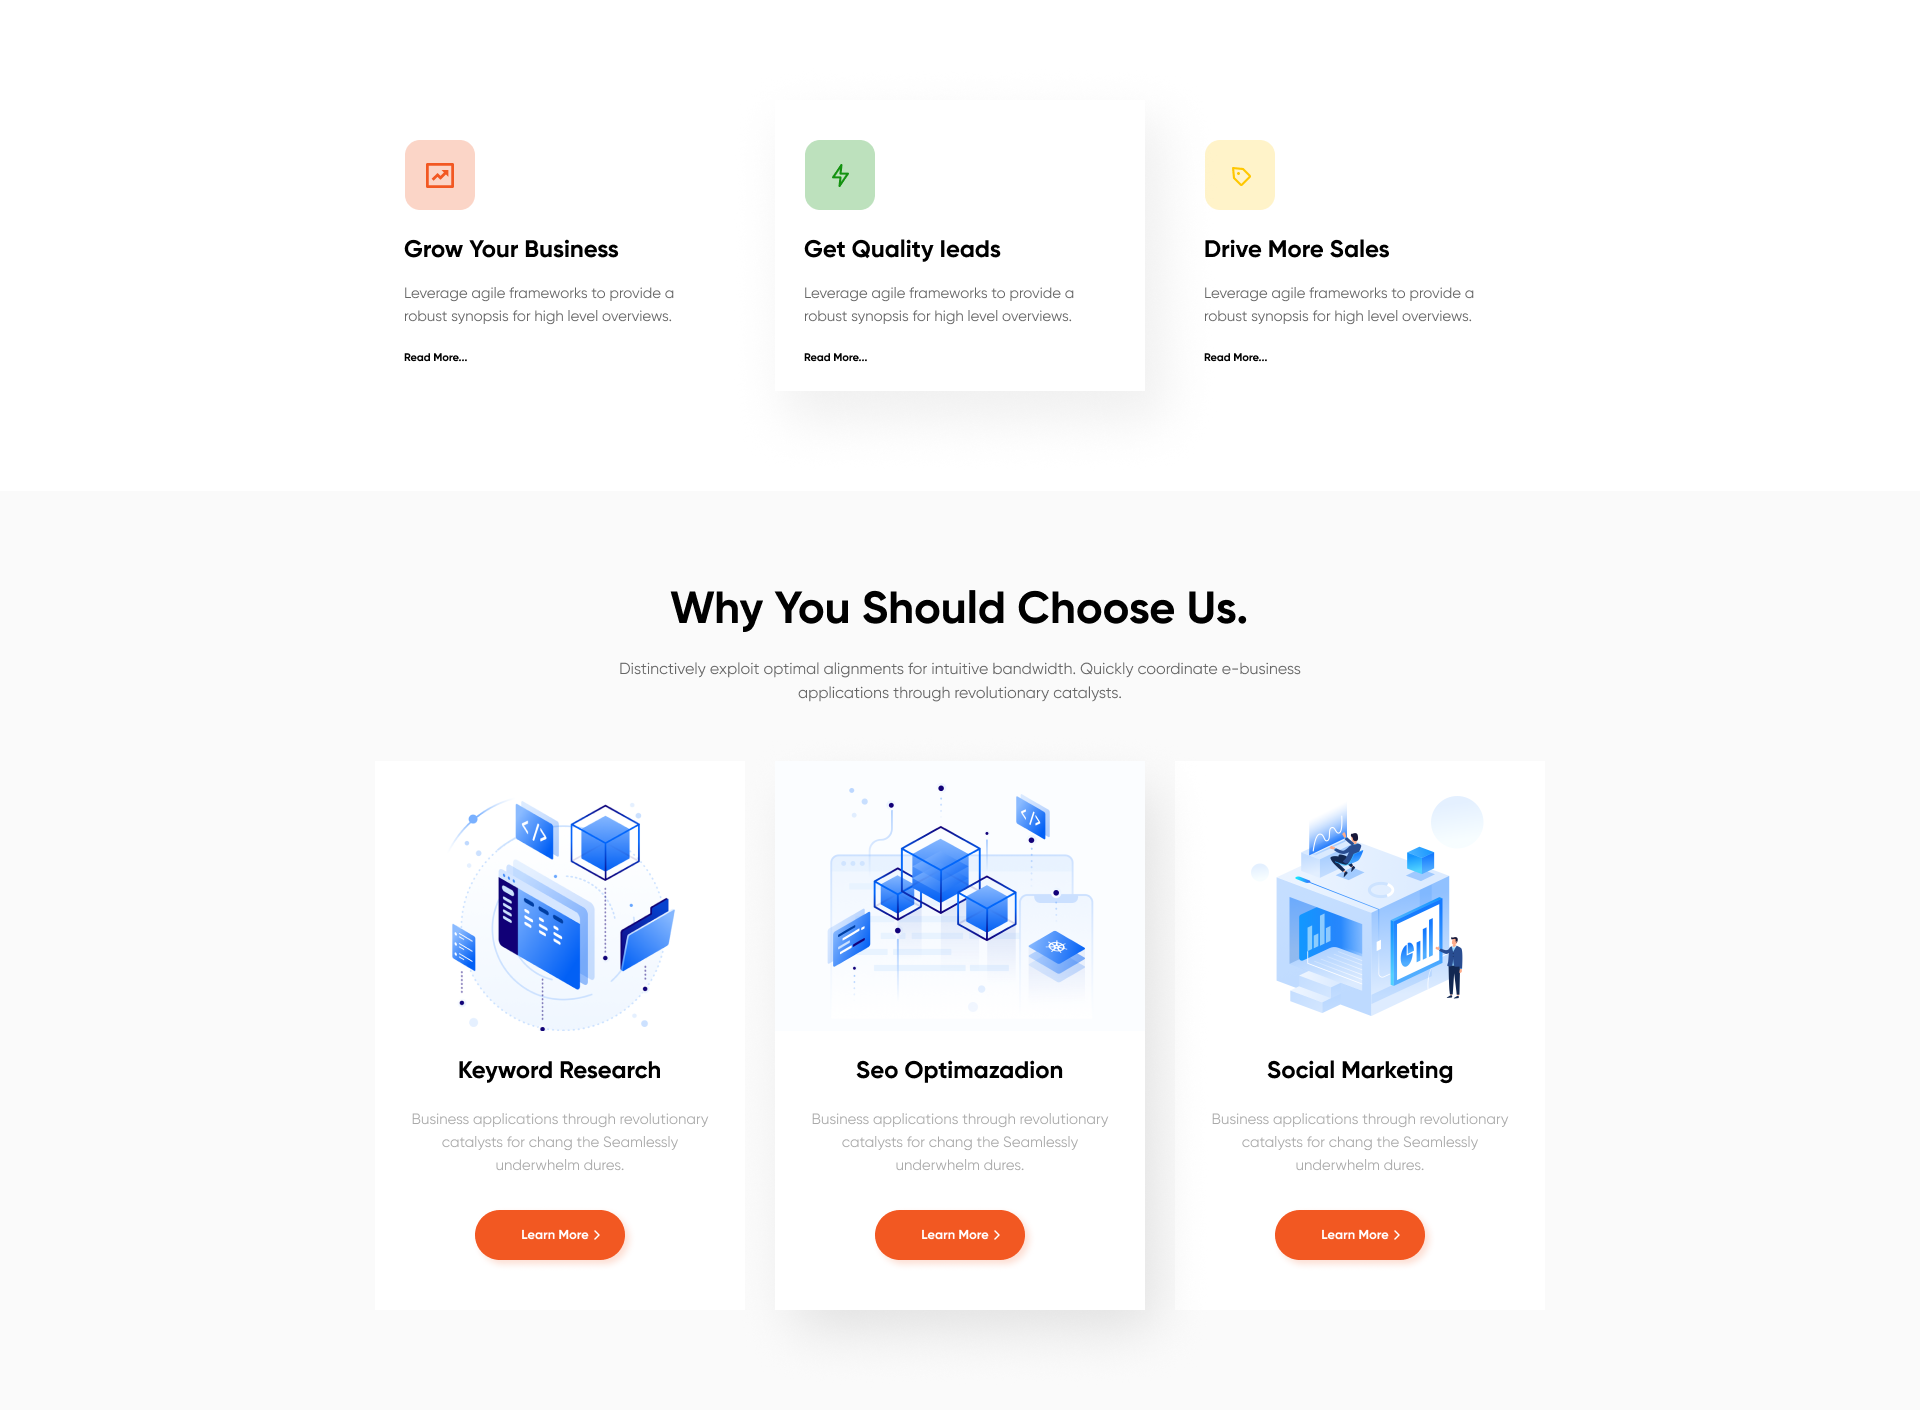 Grow Your Business
Leverage agile frameworks to provide a
robust synopsis for high level overviews.
Read More...
Get Quality leads
Leverage agile frameworks to provide a
robust synopsis for high level overviews.
Read More...
Drive More Sales
Leverage agile frameworks to provide a
robust synopsis for high level overviews.
Read More...
Why You Should Choose Us.
Distinctively exploit optimal alignments for intuitive bandwidth. Quickly coordinate e-business
applications through revolutionary catalysts.
</>
Keyword Research
Business applications through revolutionary
catalysts for chang the Seamlessly
underwhelm dures.
Learn More >
</>
Seo Optimazadion
Business applications through revolutionary
catalysts for chang the Seamlessly
underwhelm dures.
Learn More >
Social Marketing
Business applications through revolutionary
catalysts for chang the Seamlessly
underwhelm dures.
Learn More >